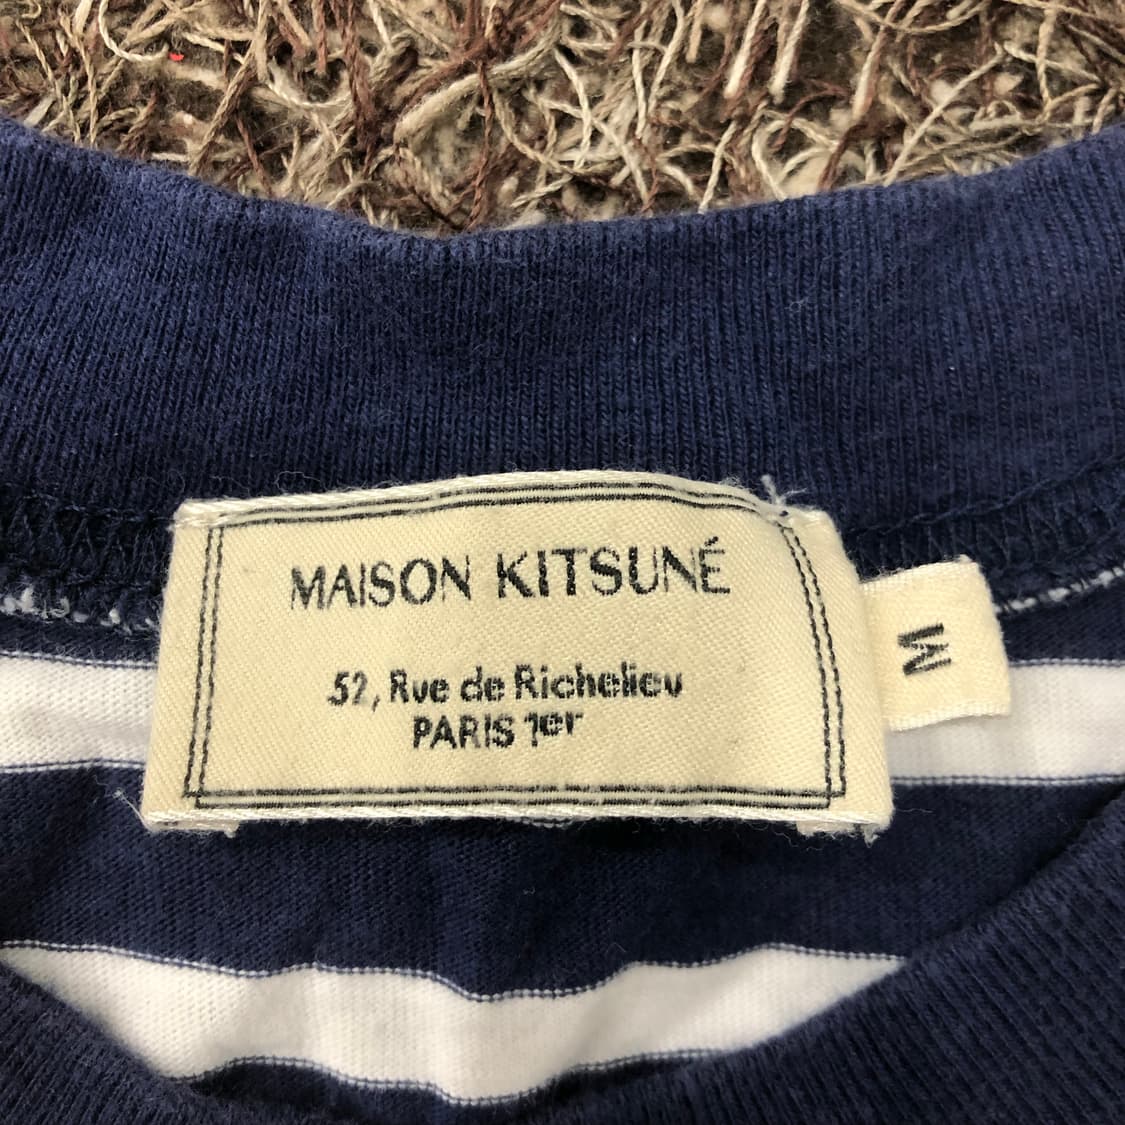 MAISON KITSUNÉ
52, Rue de Richelieu
PARIS 1er
M